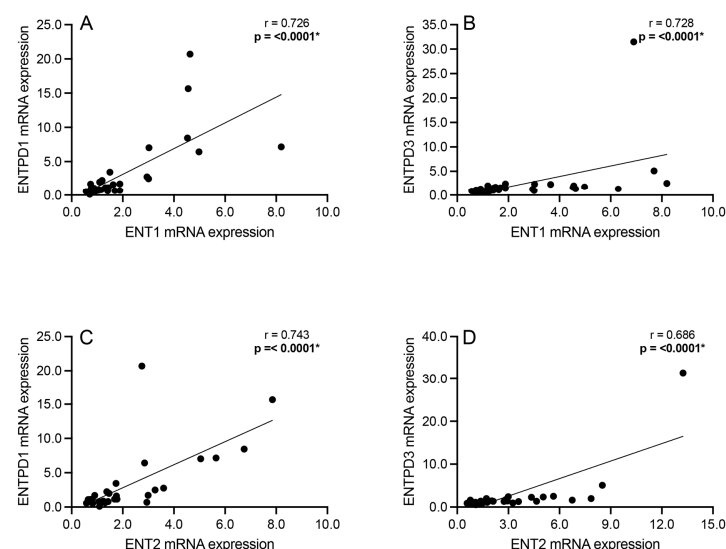 A
r = 0.726
p = <0.0001*
ENTPD1 mRNA expression
25.0
20.0
15.0
10.0
5.0
0.0
0.0 2.0 4.0 6.0 8.0 10.0
ENT1 mRNA expression
B
r = 0.728
p = <0.0001*
ENTPD3 mRNA expression
35.0
30.0
25.0
20.0
15.0
10.0
5.0
0.0
0.0 2.0 4.0 6.0 8.0 10.0
ENT1 mRNA expression
C
r = 0.743
p =< 0.0001*
ENTPD1 mRNA expression
25.0
20.0
15.0
10.0
5.0
0.0
0.0 2.0 4.0 6.0 8.0 10.0
ENT2 mRNA expression
D
r = 0.686
p = <0.0001*
ENTPD3 mRNA expression
40.0
30.0
20.0
10.0
0.0
0.0 3.0 6.0 9.0 12.0 15.0
ENT2 mRNA expression